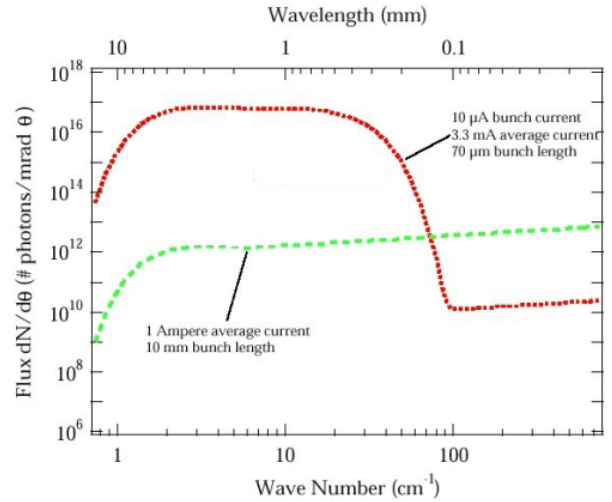 Wavelength (mm)
10 1 0.1
10^18
10^16
10^14
10^12
10^10
10^8
10^6
Flux dN/dθ (# photons/mrad θ)
10 µA bunch current
3.3 mA average current
70 µm bunch length
1 Ampere average current
10 mm bunch length
1 10 100
Wave Number (cm^-1)